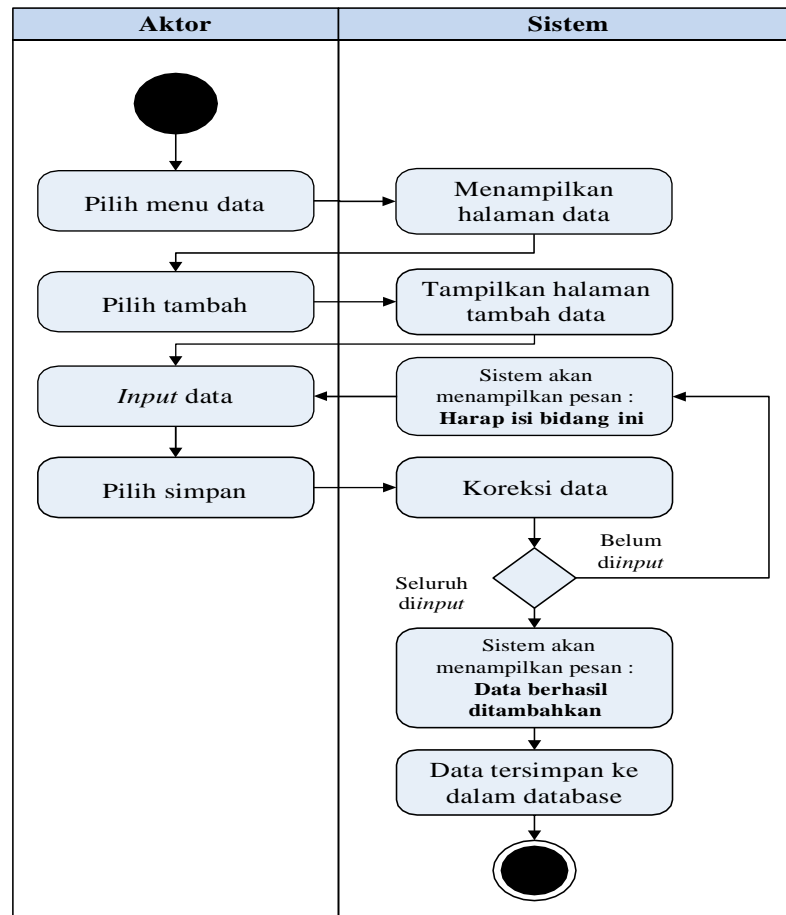 Aktor
Sistem
Pilih menu data
Menampilkan
halaman data
Pilih tambah
Tampilkan halaman
tambah data
Input data
Sistem akan
menampilkan pesan :
Harap isi bidang ini
Pilih simpan
Koreksi data
Belum
diinput
Seluruh
diinput
Sistem akan
menampilkan pesan :
Data berhasil
ditambahkan
Data tersimpan ke
dalam database